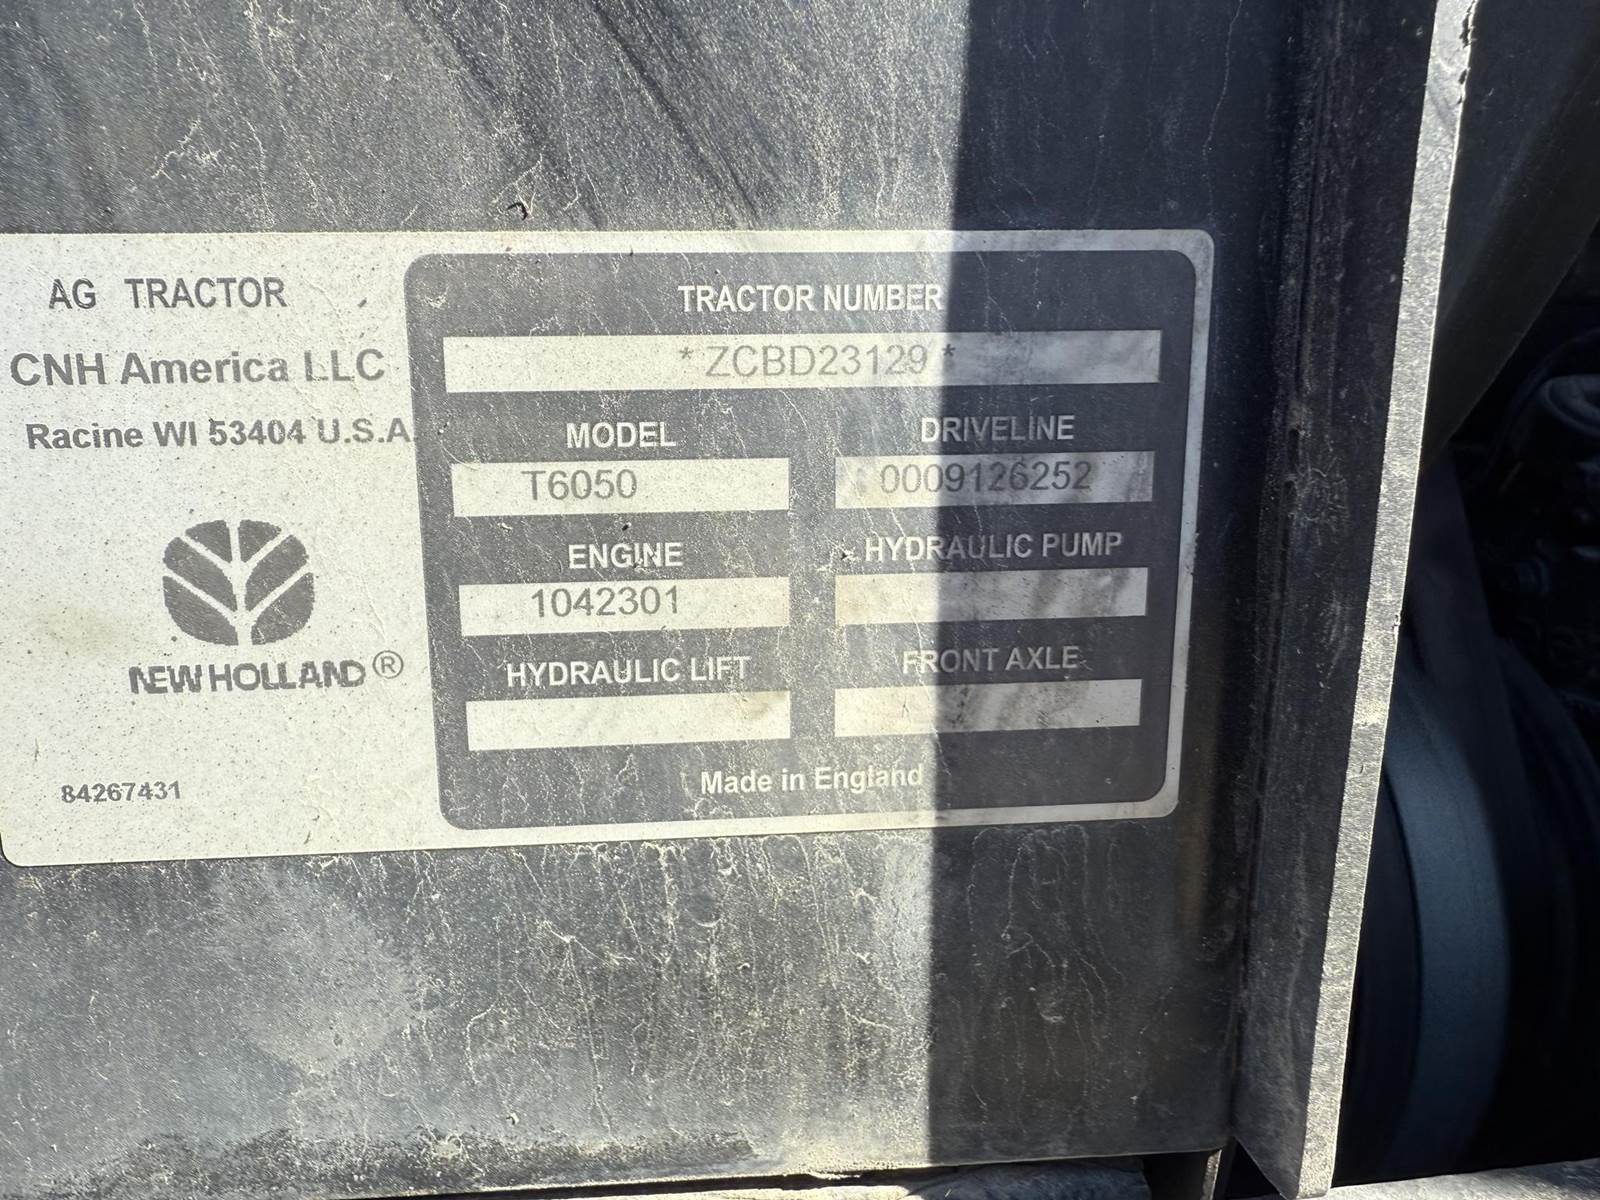 AG TRACTOR
CNH America LLC
Racine WI 53404 U.S.A.
NEW HOLLAND®
84267431
TRACTOR NUMBER
*ZCBD23129*
MODEL
T6050
DRIVELINE
0009126252
ENGINE
1042301
HYDRAULIC PUMP
HYDRAULIC LIFT
FRONT AXLE
Made in England